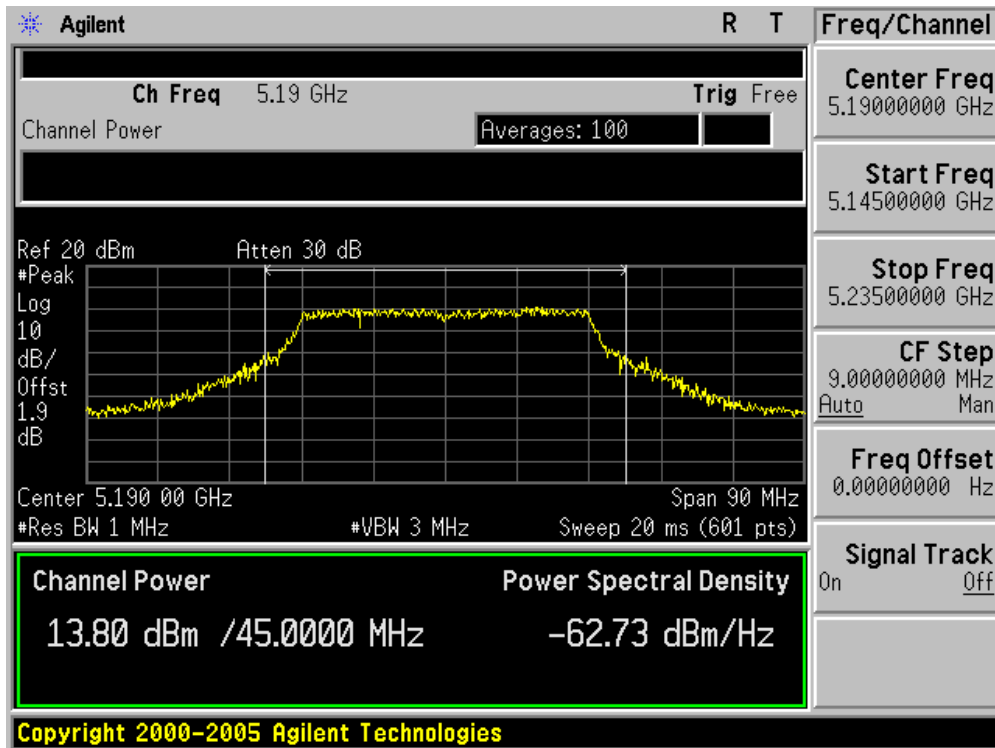 Agilent R T
Ch Freq 5.19 GHz Trig Free
Channel Power Averages: 100
Ref 20 dBm Atten 30 dB
#Peak
Log
10
dB/
Offst
1.9
dB
Center 5.190 00 GHz Span 90 MHz
#Res BW 1 MHz #VBW 3 MHz Sweep 20 ms (601 pts)
Channel Power Power Spectral Density
13.80 dBm /45.0000 MHz -62.73 dBm/Hz
Copyright 2000-2005 Agilent Technologies
Freq/Channel
Center Freq
5.19000000 GHz
Start Freq
5.14500000 GHz
Stop Freq
5.23500000 GHz
CF Step
9.00000000 MHz
Auto Man
Freq Offset
0.00000000 Hz
Signal Track
On Off